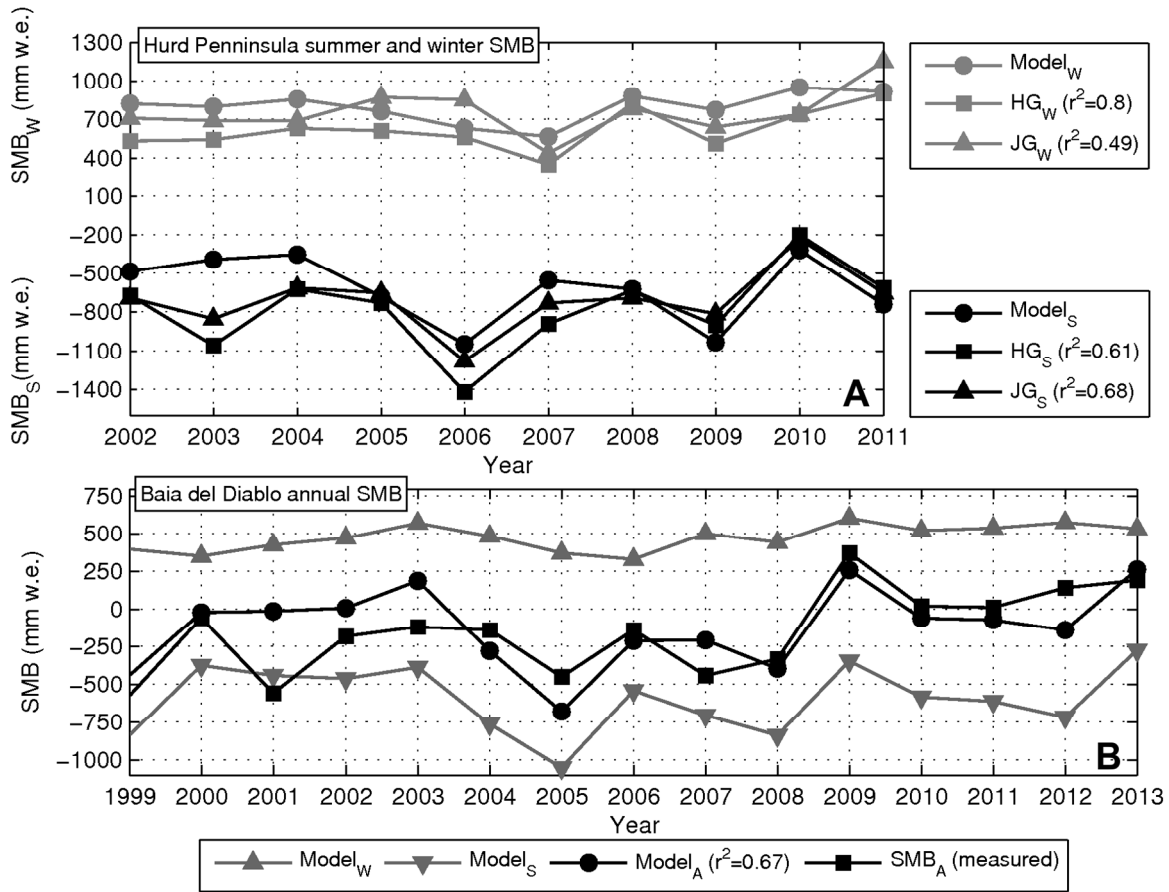 Hurd Penninsula summer and winter SMB
SMB_W (mm w.e.)
SMB_S (mm w.e.)
1300
1000
700
400
100
−200
−500
−800
−1100
−1400
2002 2003 2004 2005 2006 2007 2008 2009 2010 2011
Year
A
Model_W
HG_W (r²=0.8)
JG_W (r²=0.49)
Model_S
HG_S (r²=0.61)
JG_S (r²=0.68)
Baia del Diablo annual SMB
SMB (mm w.e.)
750
500
250
0
−250
−500
−750
−1000
1999 2000 2001 2002 2003 2004 2005 2006 2007 2008 2009 2010 2011 2012 2013
Year
B
Model_W Model_S Model_A (r²=0.67) SMB_A (measured)